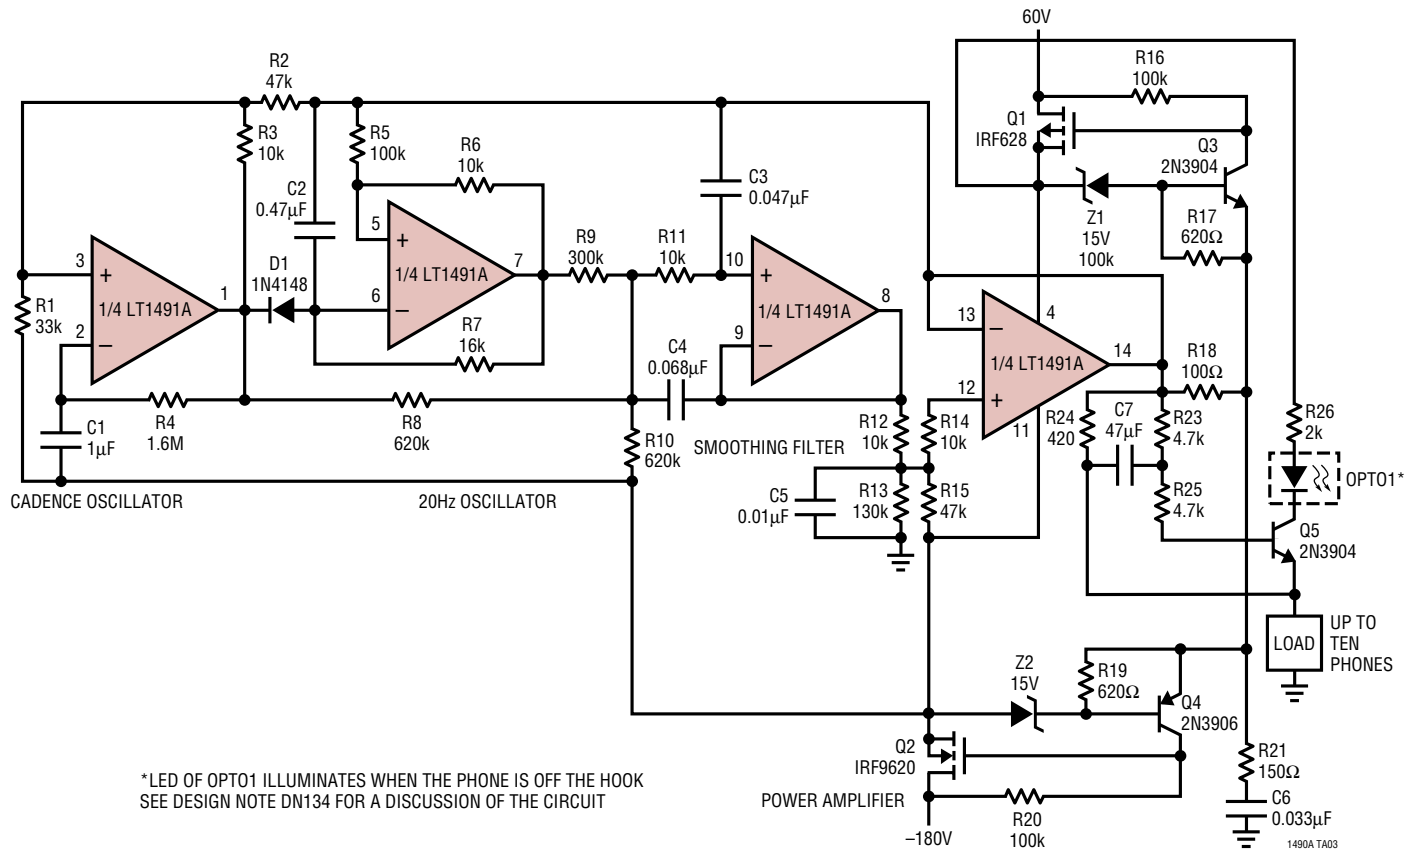 60V
R2
47k
R3
10k
R5
100k
R6
10k
C2
0.47µF
C3
0.047µF
R16
100k
Q1
IRF628
Q3
2N3904
Z1
15V
100k
R17
620Ω
3
+
2
–
1
1/4 LT1491A
R1
33k
D1
1N4148
5
+
6
–
7
1/4 LT1491A
R7
16k
R9
300k
R11
10k
10
+
9
–
8
1/4 LT1491A
C4
0.068µF
13
–
12
+
4
11
14
1/4 LT1491A
R18
100Ω
C1
1µF
R4
1.6M
R8
620k
R10
620k
SMOOTHING FILTER
R12
10k
R14
10k
R24
420
C7
47µF
R23
4.7k
R26
2k
OPTO1*
CADENCE OSCILLATOR
20Hz OSCILLATOR
C5
0.01µF
R13
130k
R15
47k
R25
4.7k
Q5
2N3904
LOAD
UP TO
TEN
PHONES
Z2
15V
R19
620Ω
Q4
2N3906
Q2
IRF9620
R21
150Ω
*LED OF OPTO1 ILLUMINATES WHEN THE PHONE IS OFF THE HOOK
SEE DESIGN NOTE DN134 FOR A DISCUSSION OF THE CIRCUIT
POWER AMPLIFIER
–180V
R20
100k
C6
0.033µF
1490A TA03